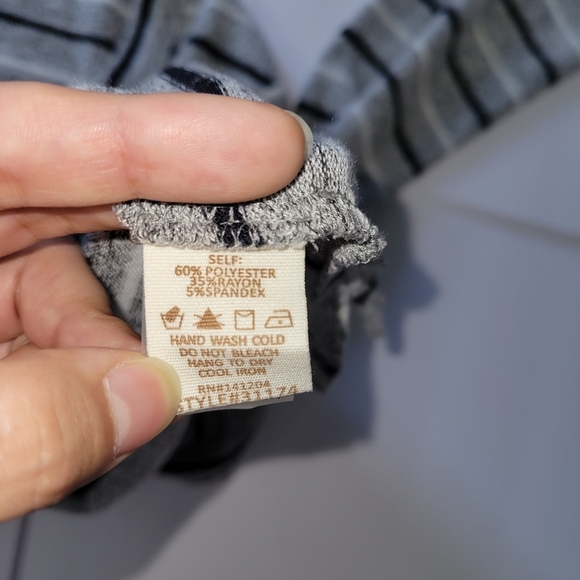 SELF:
60% POLYESTER
35%RAYON
5%SPANDEX
HAND WASH COLD
DO NOT BLEACH
HANG TO DRY
COOL IRON
RN#141204
STYLE#31174